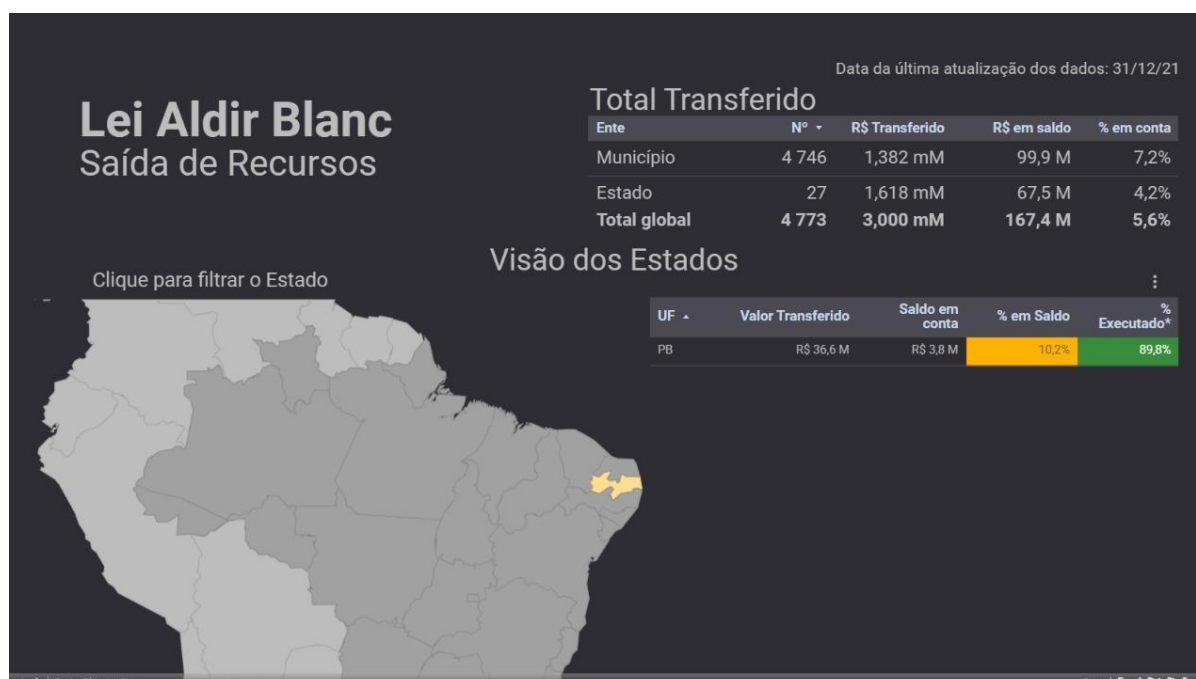 Data da última atualização dos dados: 31/12/21
Lei Aldir Blanc
Saída de Recursos
Total Transferido
Ente Nº R$ Transferido R$ em saldo % em conta
Município 4 746 1,382 mM 99,9 M 7,2%
Estado 27 1,618 mM 67,5 M 4,2%
Total global 4 773 3,000 mM 167,4 M 5,6%
Visão dos Estados
Clique para filtrar o Estado
UF Valor Transferido Saldo em conta % em Saldo % Executado*
PB R$ 36,6 M R$ 3,8 M 10,2% 89,8%